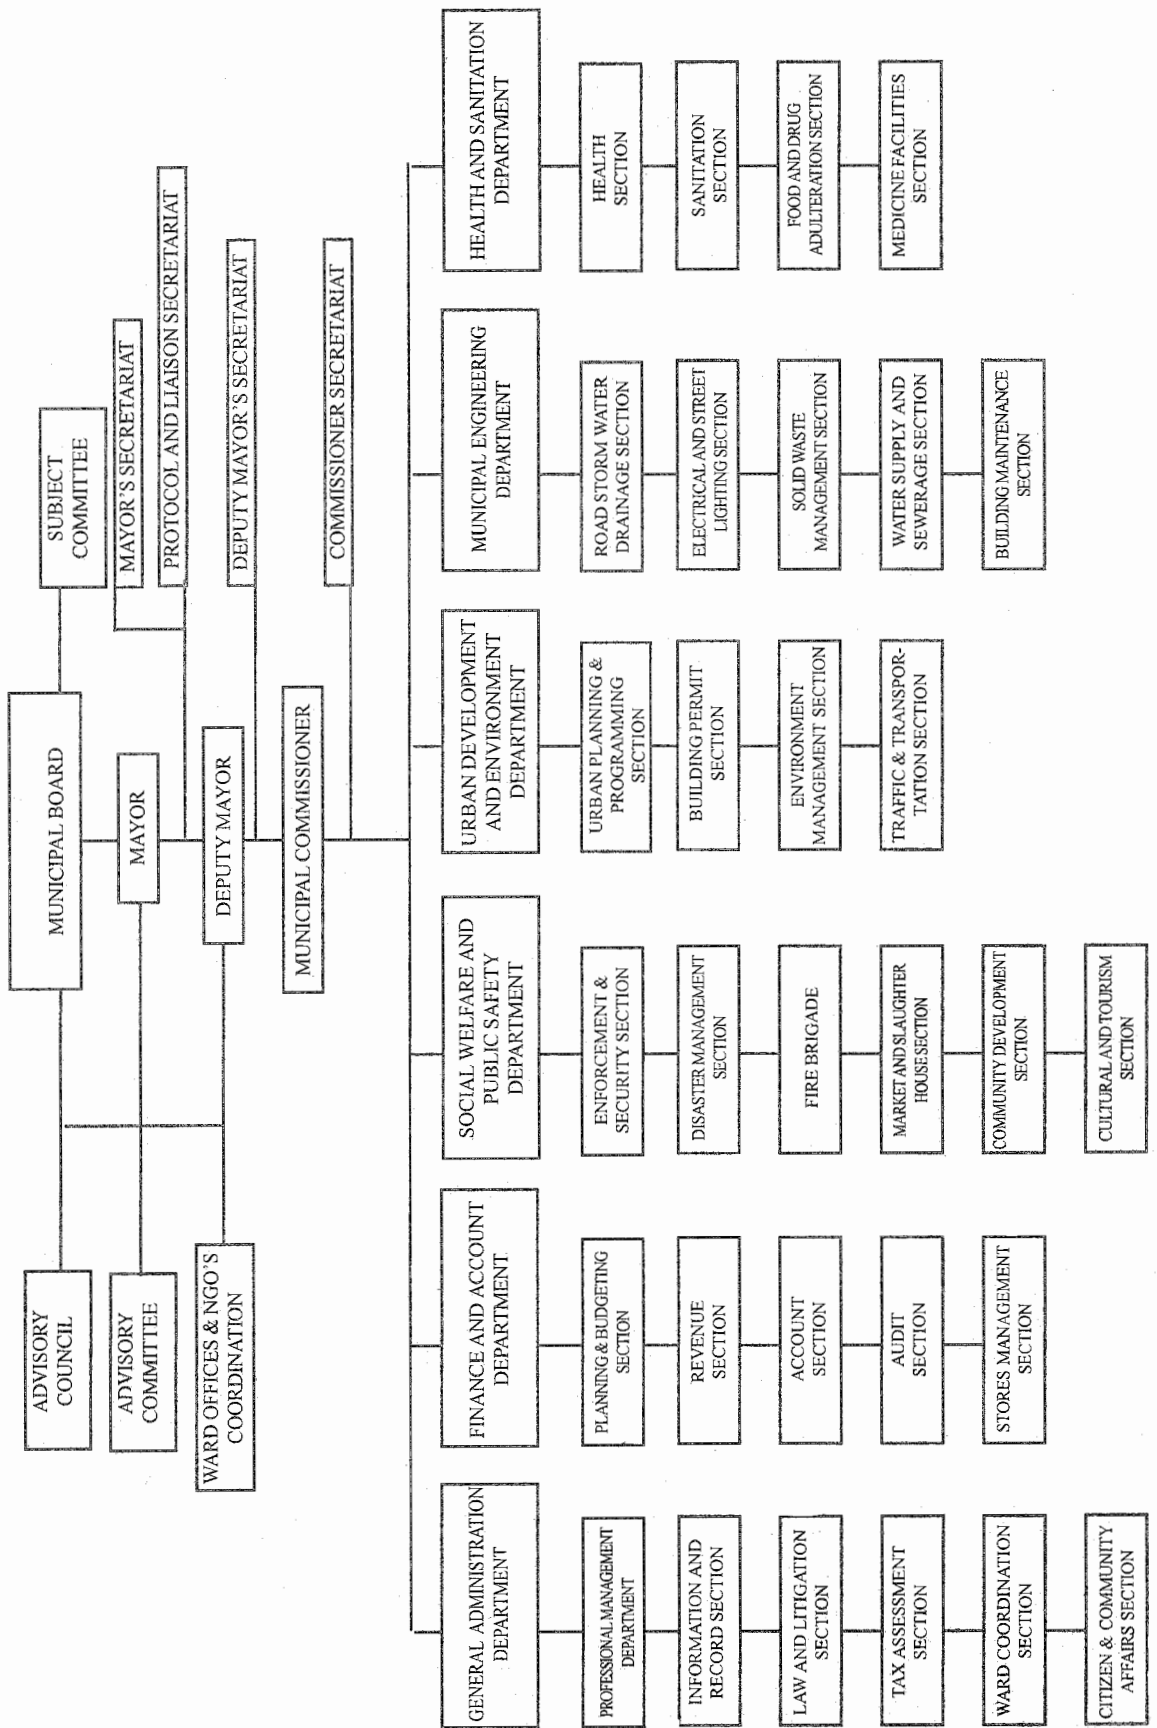 MUNICIPAL BOARD
SUBJECT
COMMITTEE
ADVISORY
COUNCIL
MAYOR
MAYOR'S SECRETARIAT
PROTOCOL AND LIAISON SECRETARIAT
ADVISORY
COMMITTEE
DEPUTY MAYOR
DEPUTY MAYOR'S SECRETARIAT
WARD OFFICES & NGO'S
COORDINATION
MUNICIPAL COMMISSIONER
COMMISSIONER SECRETARIAT
GENERAL ADMINISTRATION
DEPARTMENT
PROFESSIONAL MANAGEMENT
DEPARTMENT
INFORMATION AND
RECORD SECTION
LAW AND LITIGATION
SECTION
TAX ASSESSMENT
SECTION
WARD COORDINATION
SECTION
CITIZEN & COMMUNITY
AFFAIRS SECTION
FINANCE AND ACCOUNT
DEPARTMENT
PLANNING & BUDGETING
SECTION
REVENUE
SECTION
ACCOUNT
SECTION
AUDIT
SECTION
STORES MANAGEMENT
SECTION
SOCIAL WELFARE AND
PUBLIC SAFETY
DEPARTMENT
ENFORCEMENT &
SECURITY SECTION
DISASTER MANAGEMENT
SECTION
FIRE BRIGADE
MARKET AND SLAUGHTER
HOUSE SECTION
COMMUNITY DEVELOPMENT
SECTION
CULTURAL AND TOURISM
SECTION
URBAN DEVELOPMENT
AND ENVIRONMENT
DEPARTMENT
URBAN PLANNING &
PROGRAMMING
SECTION
BUILDING PERMIT
SECTION
ENVIRONMENT
MANAGEMENT SECTION
TRAFFIC & TRANSPOR-
TATION SECTION
MUNICIPAL ENGINEERING
DEPARTMENT
ROAD STORM WATER
DRAINAGE SECTION
ELECTRICAL AND STREET
LIGHTING SECTION
SOLID WASTE
MANAGEMENT SECTION
WATER SUPPLY AND
SEWERAGE SECTION
BUILDING MAINTENANCE
SECTION
HEALTH AND SANITATION
DEPARTMENT
HEALTH
SECTION
SANITATION
SECTION
FOOD AND DRUG
ADULTERATION SECTION
MEDICINE FACILITIES
SECTION